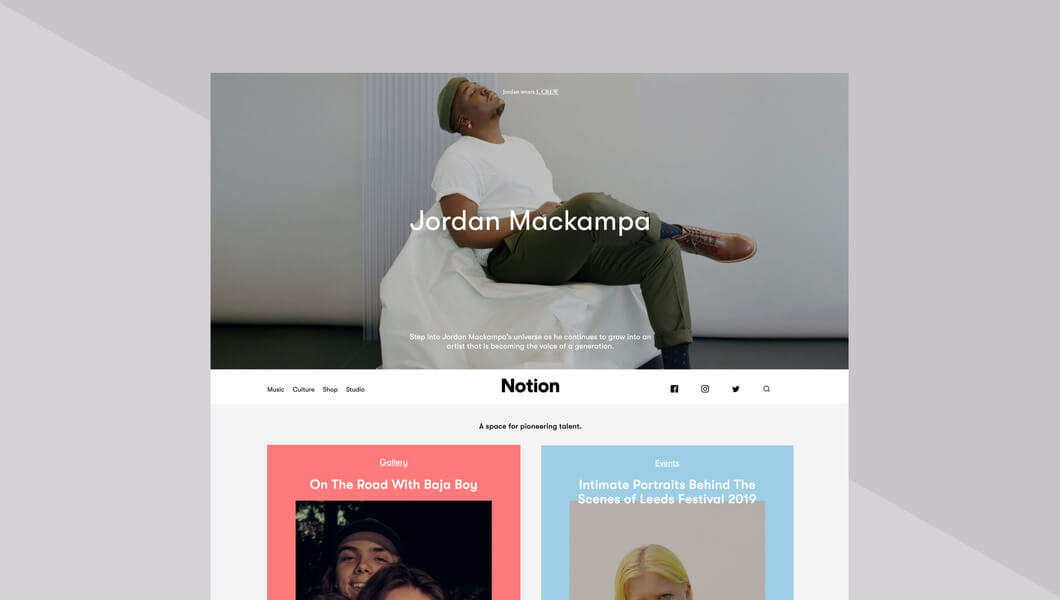 Jordan wears J. CREW
Jordan Mackampa
Step into Jordan Mackampa's universe as he continues to grow into an
artist that is becoming the voice of a generation.
Music Culture Shop Studio
Notion
A space for pioneering talent.
Gallery
On The Road With Baja Boy
Events
Intimate Portraits Behind The
Scenes of Leeds Festival 2019